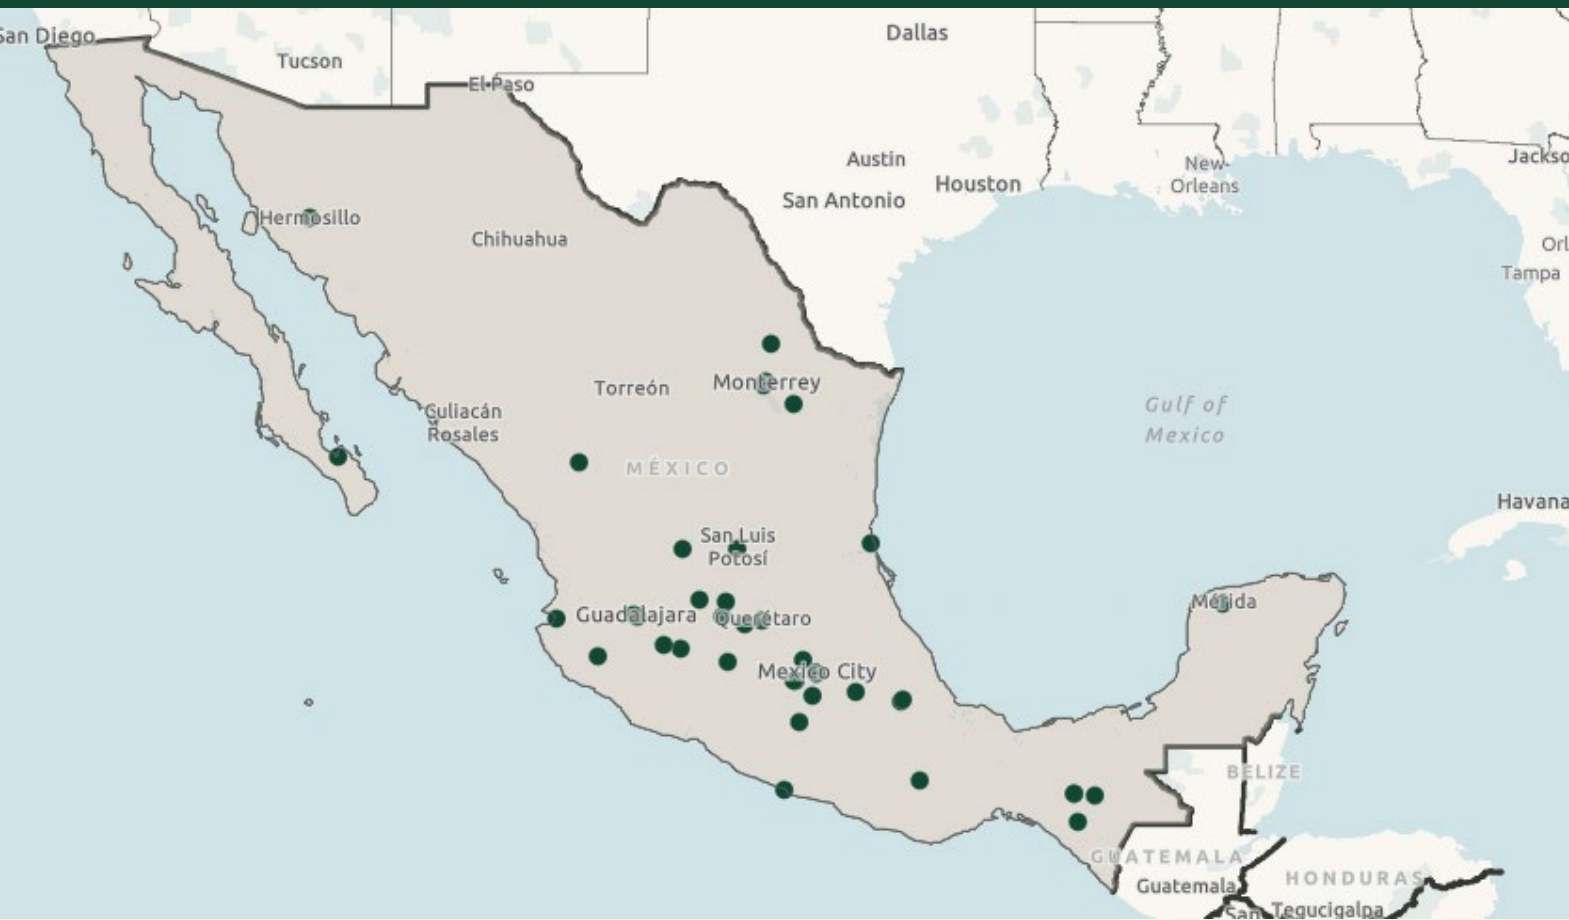 San Diego
Dallas
Tucson
El Paso
Austin
Houston
San Antonio
New
Orleans
Jackso
Hermosillo
Chihuahua
Orl
Tampa
Torreón
Monterrey
Culiacán
Rosales
Gulf of
Mexico
MÉXICO
Havana
San Luis
Potosí
Guadalajara
Querétaro
Mérida
Mexico City
BELIZE
GUATEMALA
Guatemala
HONDURAS
San
Tegucigalpa